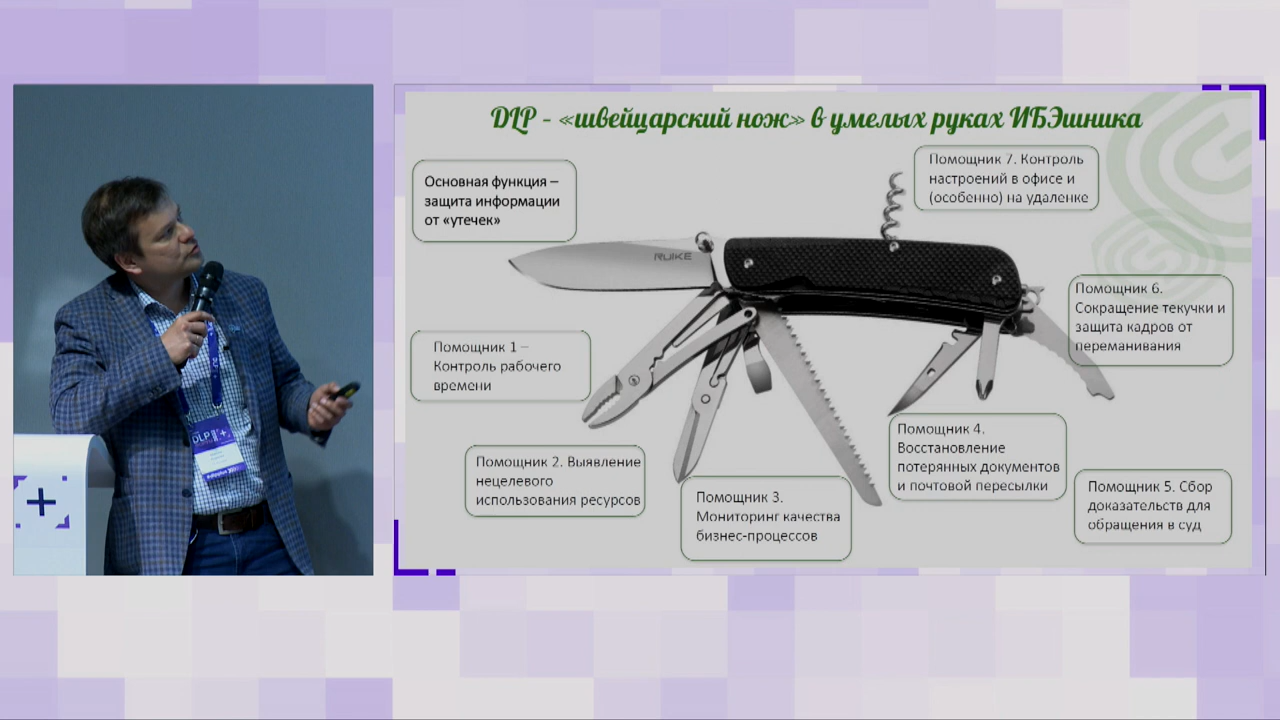 DLP – «швейцарский нож» в умелых руках ИБЭшника
Основная функция –
защита информации
от «утечек»
Помощник 7. Контроль
настроений в офисе и
(особенно) на удаленке
RUIKE
Помощник 6.
Сокращение текучки и
защита кадров от
переманивания
Помощник 1 –
Контроль рабочего
времени
Помощник 2. Выявление
нецелевого
использования ресурсов
Помощник 3.
Мониторинг качества
бизнес-процессов
Помощник 4.
Восстановление
потерянных документов
и почтовой пересылки
Помощник 5. Сбор
доказательств для
обращения в суд
DLP